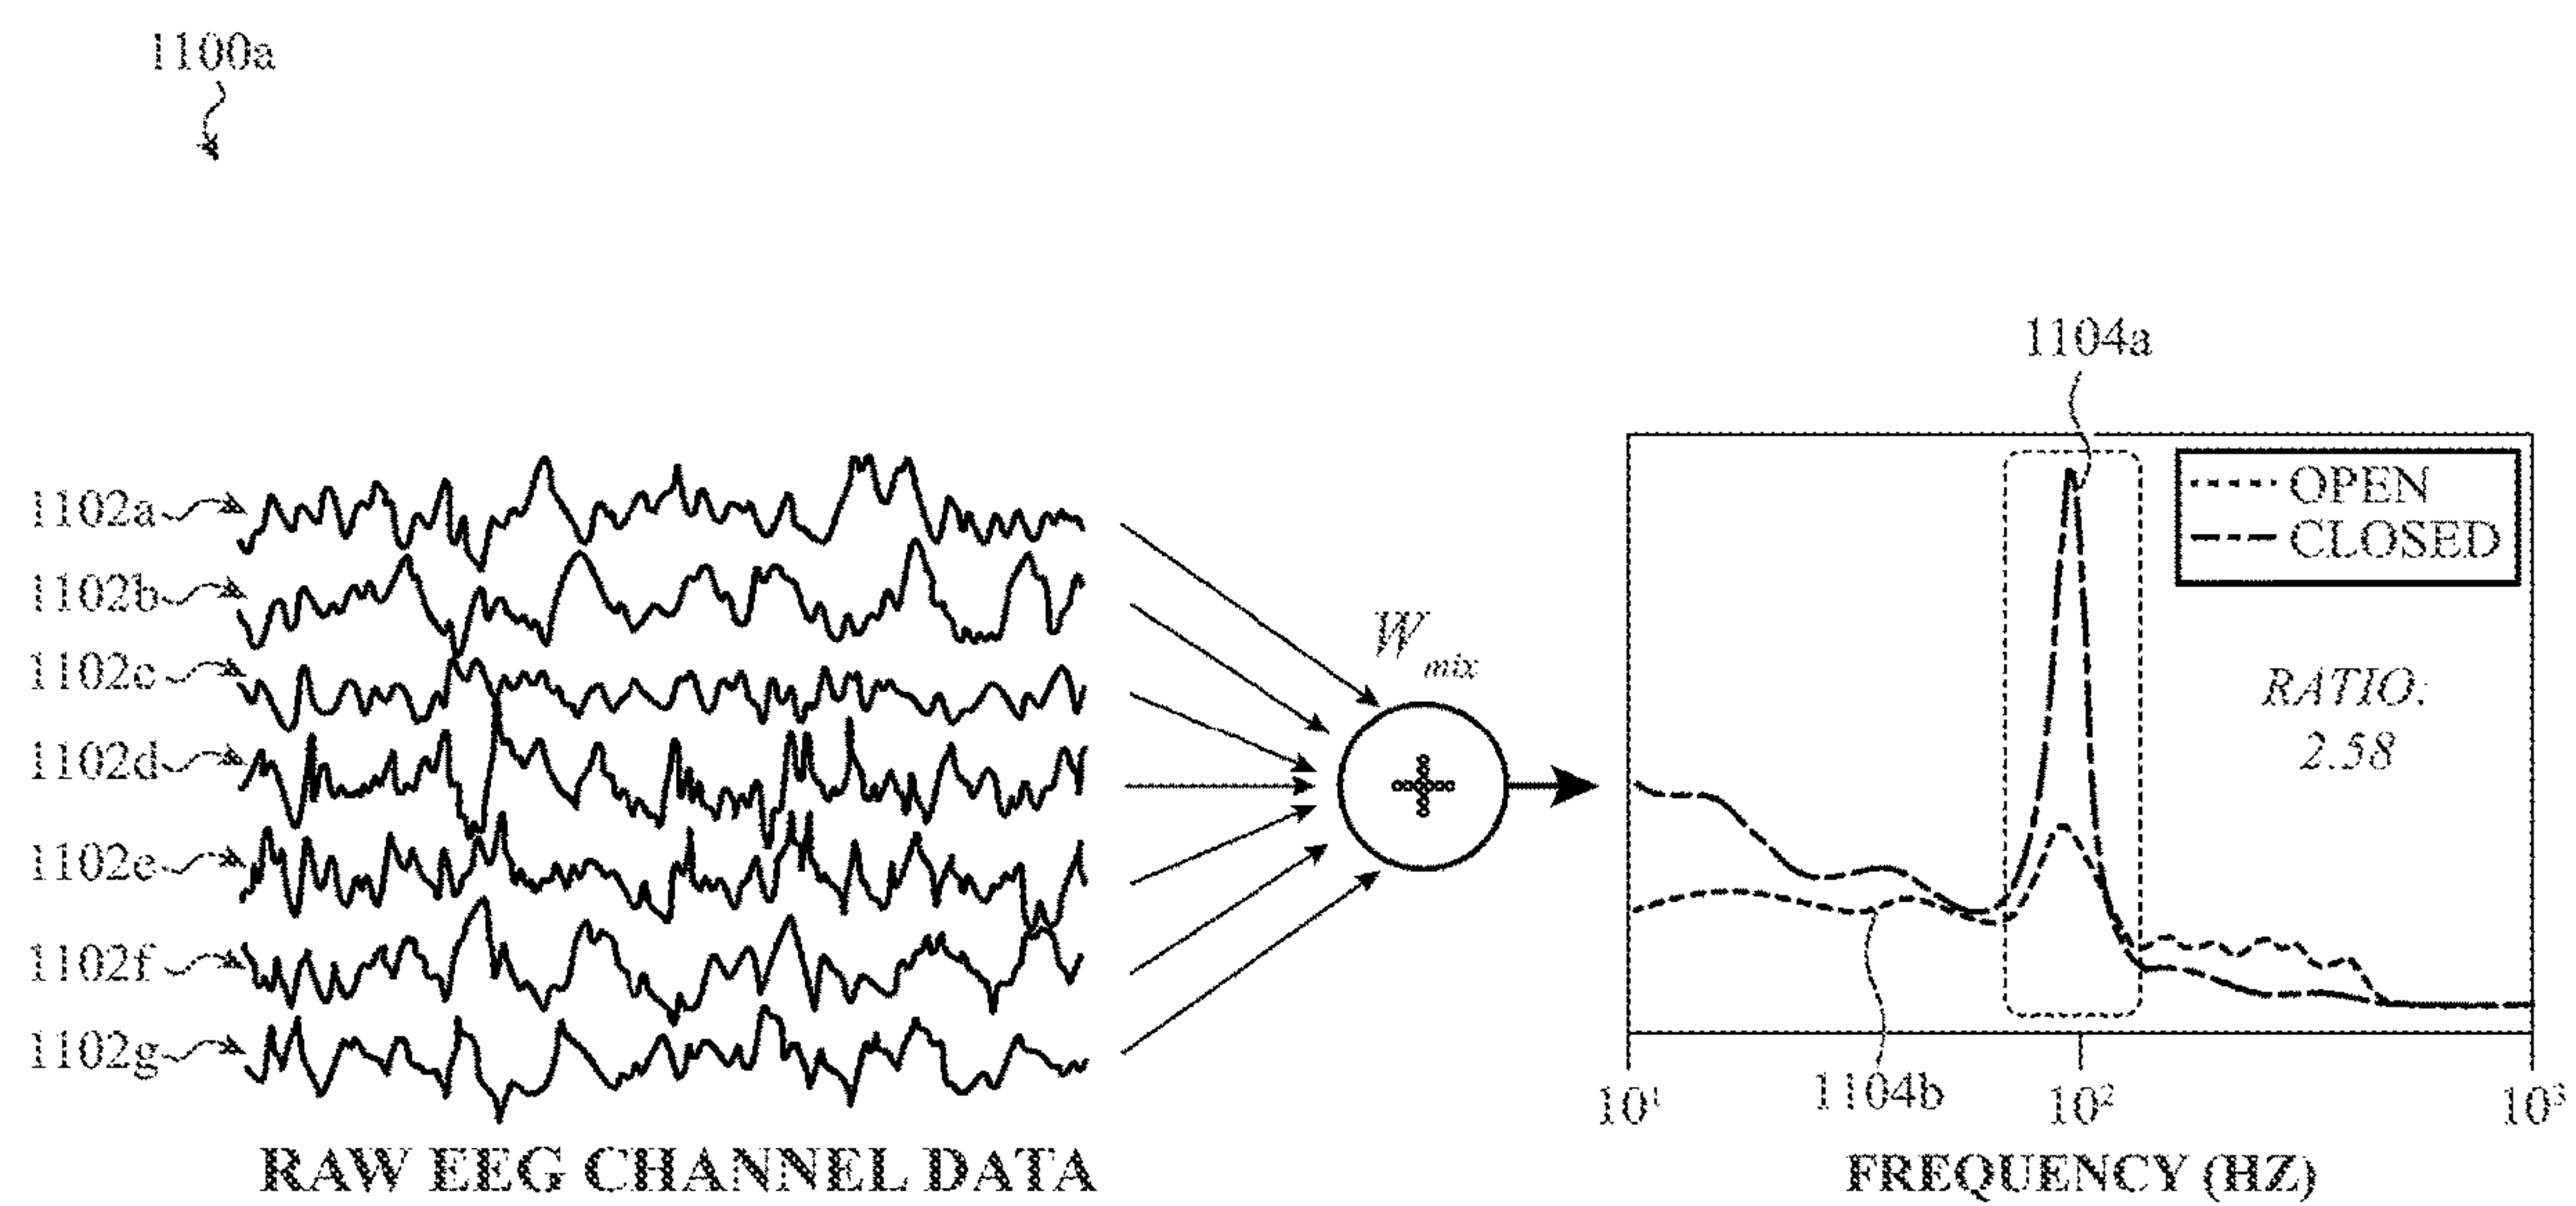 1100a
1104a
OPEN
CLOSED
1102a
1102b
1102c
1102d
1102e
1102f
1102g
W mix
+
RATIO:
2.58
1104b
10¹ 10² 10³
RAW EEG CHANNEL DATA
FREQUENCY (HZ)